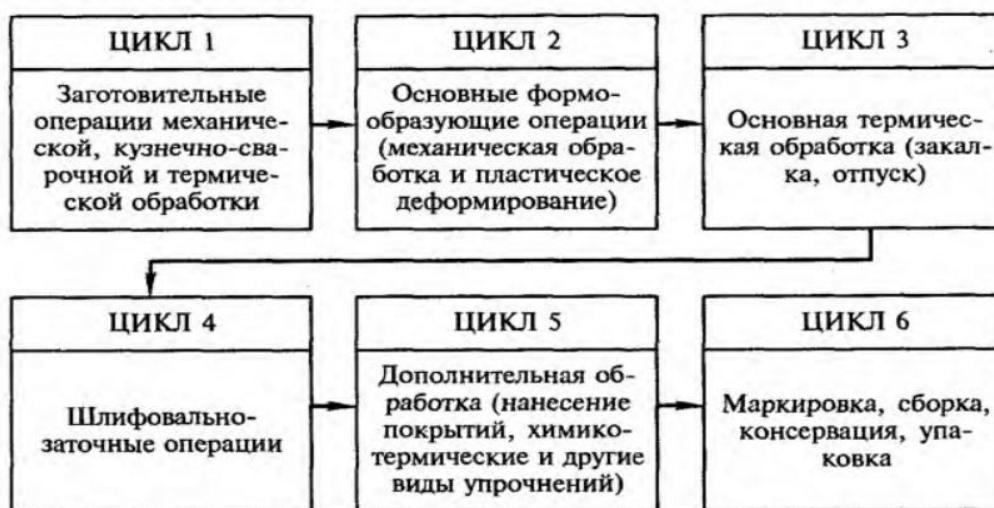 ЦИКЛ 1
Заготовительные
операции механиче-
ской, кузнечно-сва-
рочной и термиче-
ской обработки
ЦИКЛ 2
Основные формо-
образующие операции
(механическая обра-
ботка и пластическое
деформирование)
ЦИКЛ 3
Основная термичес-
кая обработка (закал-
ка, отпуск)
ЦИКЛ 4
Шлифовально-
заточные операции
ЦИКЛ 5
Дополнительная об-
работка (нанесение
покрытий, химико-
термические и другие
виды упрочнений)
ЦИКЛ 6
Маркировка, сборка,
консервация, упа-
ковка